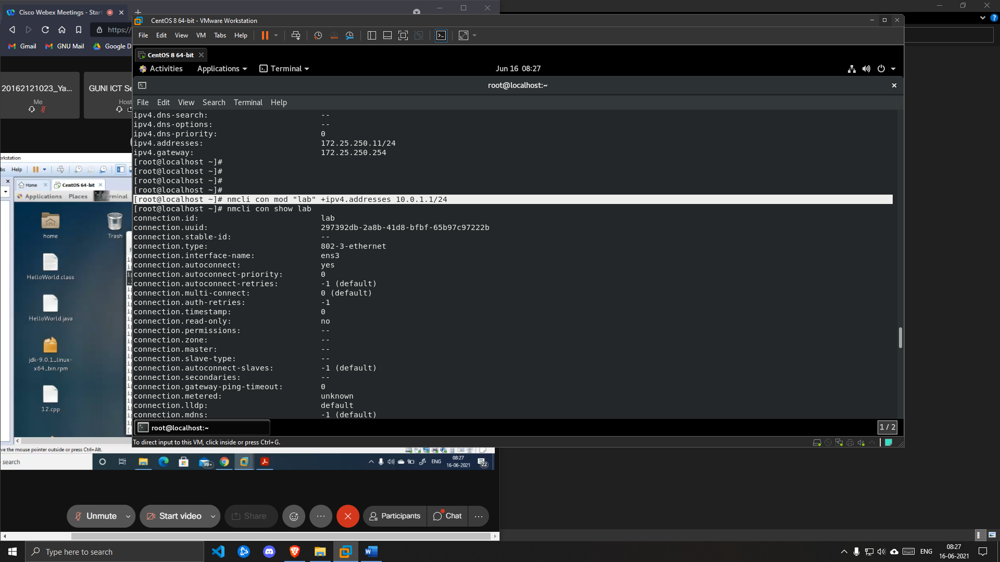 Cisco Webex Meetings - Star
https://
Gmail
GNU Mail
Google D
20162121023_Ya...
Me
GUNI ICT Se
Host
CentOS 8 64-bit - VMware Workstation
File Edit View VM Tabs Help
CentOS 8 64-bit
Activities Applications Terminal
Jun 16 08:27
root@localhost:~
File Edit View Search Terminal Help
ipv4.dns-search: --
ipv4.dns-options: --
ipv4.dns-priority: 0
ipv4.addresses: 172.25.250.11/24
ipv4.gateway: 172.25.250.254
[root@localhost ~]#
[root@localhost ~]#
[root@localhost ~]#
[root@localhost ~]#
[root@localhost ~]# nmcli con mod "lab" +ipv4.addresses 10.0.1.1/24
[root@localhost ~]# nmcli con show lab
connection.id: lab
connection.uuid: 297392db-2a8b-41d8-bfbf-65b97c97222b
connection.stable-id: --
connection.type: 802-3-ethernet
connection.interface-name: ens3
connection.autoconnect: yes
connection.autoconnect-priority: 0
connection.autoconnect-retries: -1 (default)
connection.multi-connect: 0 (default)
connection.auth-retries: -1
connection.timestamp: 0
connection.read-only: no
connection.permissions: --
connection.zone: --
connection.master: --
connection.slave-type: --
connection.autoconnect-slaves: -1 (default)
connection.secondaries: --
connection.gateway-ping-timeout: 0
connection.metered: unknown
connection.lldp: default
connection.mdns: -1 (default)
root@localhost:~
1 / 2
To direct input to this VM, click inside or press Ctrl+G.
orkstation
bs Help
Home
CentOS 64-bit
Applications Places Terminal
home
Trash
HelloWorld.class
HelloWorld.java
jdk-9.0.1_linux-
x64_bin.rpm
12.cpp
ve the mouse pointer outside or press Ctrl+Alt.
search
99+
ENG
08:27
16-06-2021
22
Unmute
Start video
Share
Participants
Chat
Type here to search
ENG
08:27
16-06-2021